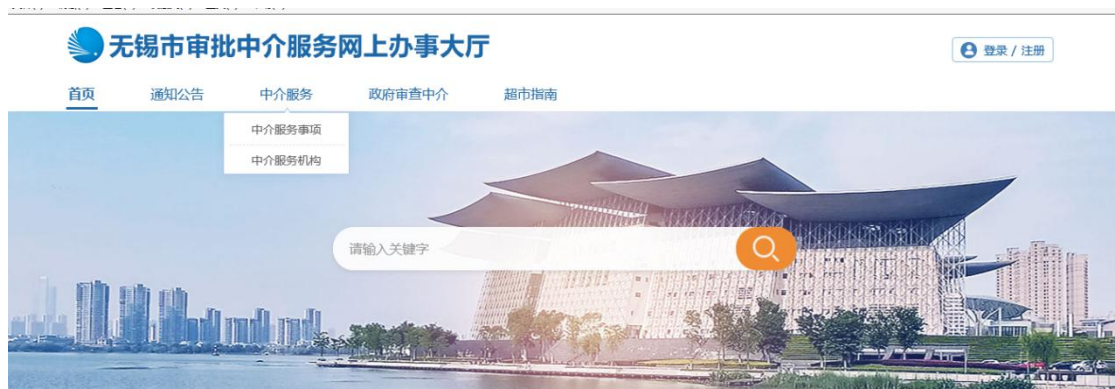 无锡市审批中介服务网上办事大厅
登录 / 注册
首页 通知公告 中介服务 政府审查中介 超市指南
中介服务事项
中介服务机构
请输入关键字